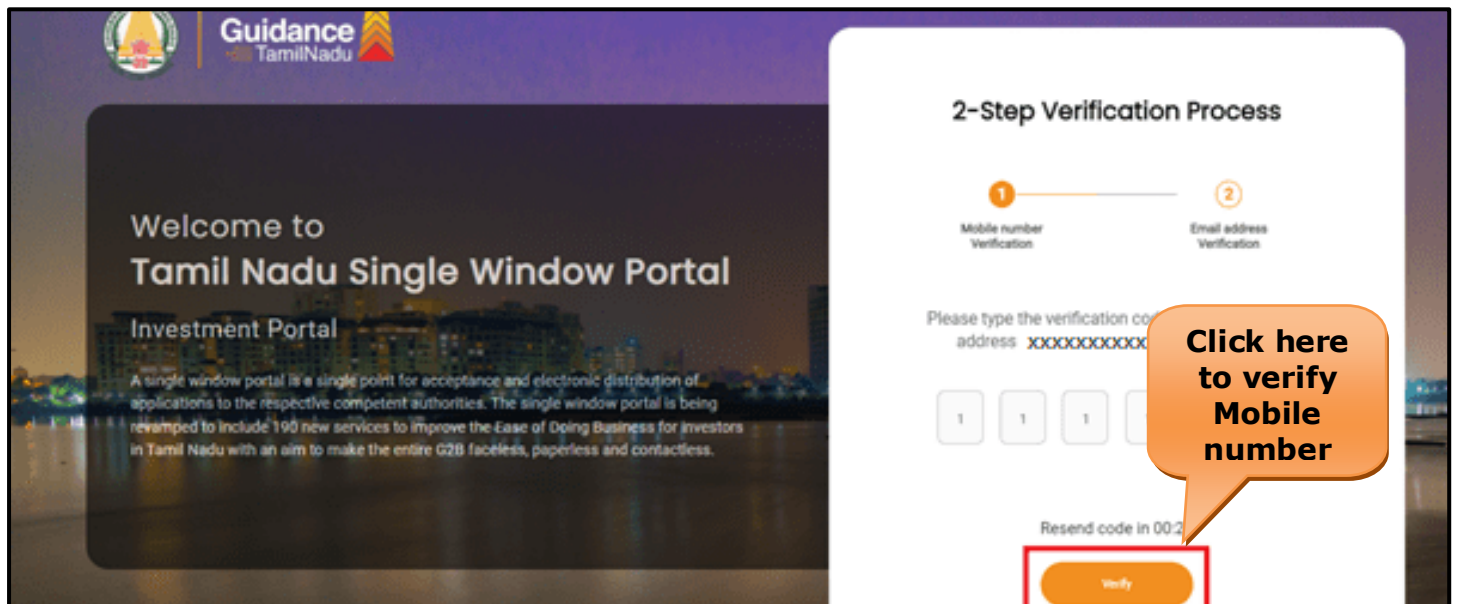 Guidance
TamilNadu
2-Step Verification Process
1
2
Mobile number
Verification
Email address
Verification
Welcome to
Tamil Nadu Single Window Portal
Investment Portal
A single window portal is a single point for acceptance and electronic distribution of
applications to the respective competent authorities. The single window portal is being
revamped to include 190 new services to improve the Ease of Doing Business for investors
in Tamil Nadu with an aim to make the entire G2B faceless, paperless and contactless.
Please type the verification
address xxxxxxxxxx
1 1 1
Click here
to verify
Mobile
number
Resend code in 00:2
Verify